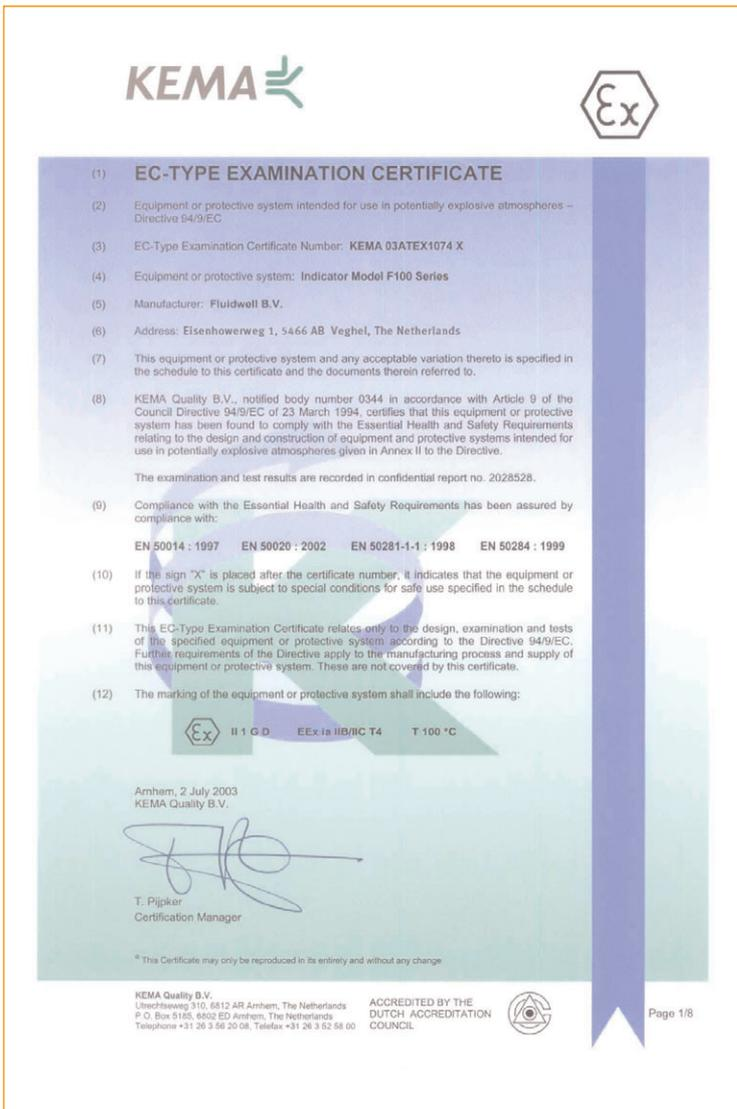 KEMA
Ex
(1) EC-TYPE EXAMINATION CERTIFICATE
(2) Equipment or protective system intended for use in potentially explosive atmospheres –
Directive 94/9/EC
(3) EC-Type Examination Certificate Number: KEMA 03ATEX1074 X
(4) Equipment or protective system: Indicator Model F100 Series
(5) Manufacturer: Fluidwell B.V.
(6) Address: Eisenhowerweg 1, 5466 AB Veghel, The Netherlands
(7) This equipment or protective system and any acceptable variation thereto is specified in
the schedule to this certificate and the documents therein referred to.
(8) KEMA Quality B.V., notified body number 0344 in accordance with Article 9 of the
Council Directive 94/9/EC of 23 March 1994, certifies that this equipment or protective
system has been found to comply with the Essential Health and Safety Requirements
relating to the design and construction of equipment and protective systems intended for
use in potentially explosive atmospheres given in Annex II to the Directive.
The examination and test results are recorded in confidential report no. 2028528.
(9) Compliance with the Essential Health and Safety Requirements has been assured by
compliance with:
EN 50014 : 1997 EN 50020 : 2002 EN 50281-1-1 : 1998 EN 50284 : 1999
(10) If the sign "X" is placed after the certificate number, it indicates that the equipment or
protective system is subject to special conditions for safe use specified in the schedule
to this certificate.
(11) This EC-Type Examination Certificate relates only to the design, examination and tests
of the specified equipment or protective system according to the Directive 94/9/EC.
Further requirements of the Directive apply to the manufacturing process and supply of
this equipment or protective system. These are not covered by this certificate.
(12) The marking of the equipment or protective system shall include the following:
Ex II 1 G D EEx ia IIB/IIC T4 T 100 °C
Arnhem, 2 July 2003
KEMA Quality B.V.
T. Pijpker
Certification Manager
® This Certificate may only be reproduced in its entirety and without any change
KEMA Quality B.V.
Utrechtseweg 310, 6812 AR Arnhem, The Netherlands
P.O. Box 5185, 6802 ED Arnhem, The Netherlands
Telephone +31 26 3 56 20 08, Telefax +31 26 3 52 58 00
ACCREDITED BY THE
DUTCH ACCREDITATION
COUNCIL
Page 1/8